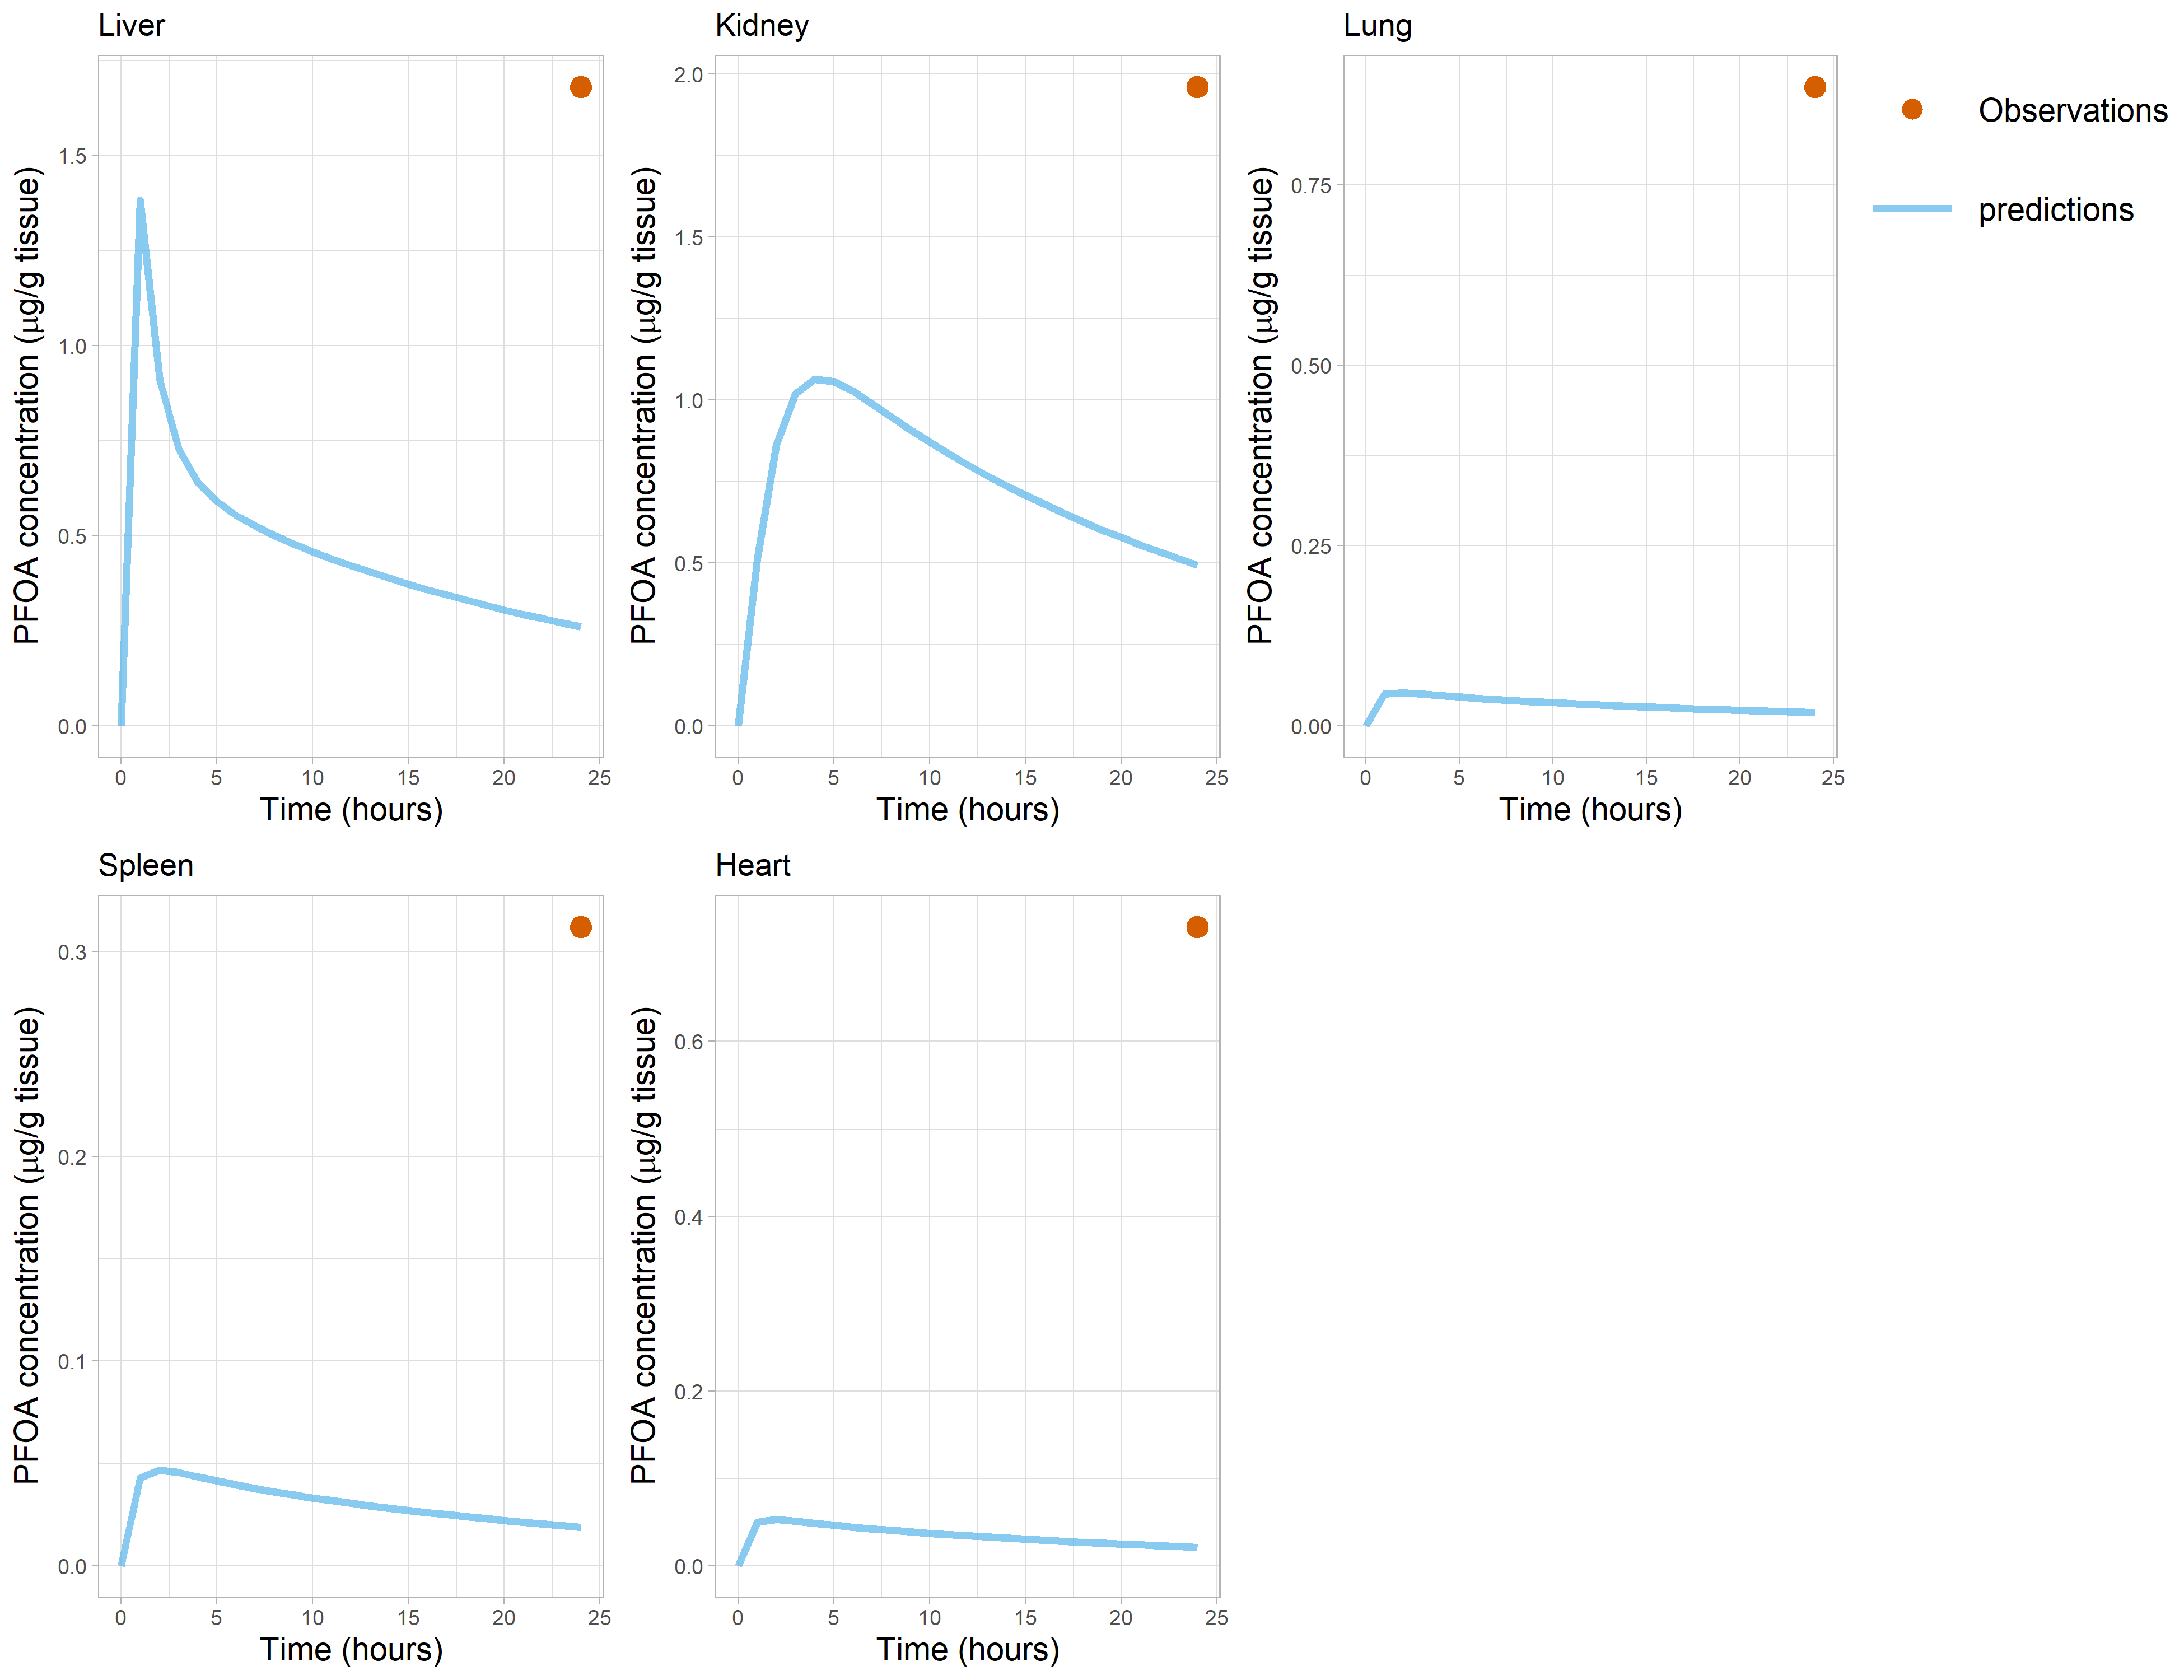 Liver
PFOA concentration (μg/g tissue)
1.5
1.0
0.5
0.0
0 5 10 15 20 25
Time (hours)
Kidney
PFOA concentration (μg/g tissue)
2.0
1.5
1.0
0.5
0.0
0 5 10 15 20 25
Time (hours)
Lung
PFOA concentration (μg/g tissue)
0.75
0.50
0.25
0.00
0 5 10 15 20 25
Time (hours)
Observations
predictions
Spleen
PFOA concentration (μg/g tissue)
0.3
0.2
0.1
0.0
0 5 10 15 20 25
Time (hours)
Heart
PFOA concentration (μg/g tissue)
0.6
0.4
0.2
0.0
0 5 10 15 20 25
Time (hours)